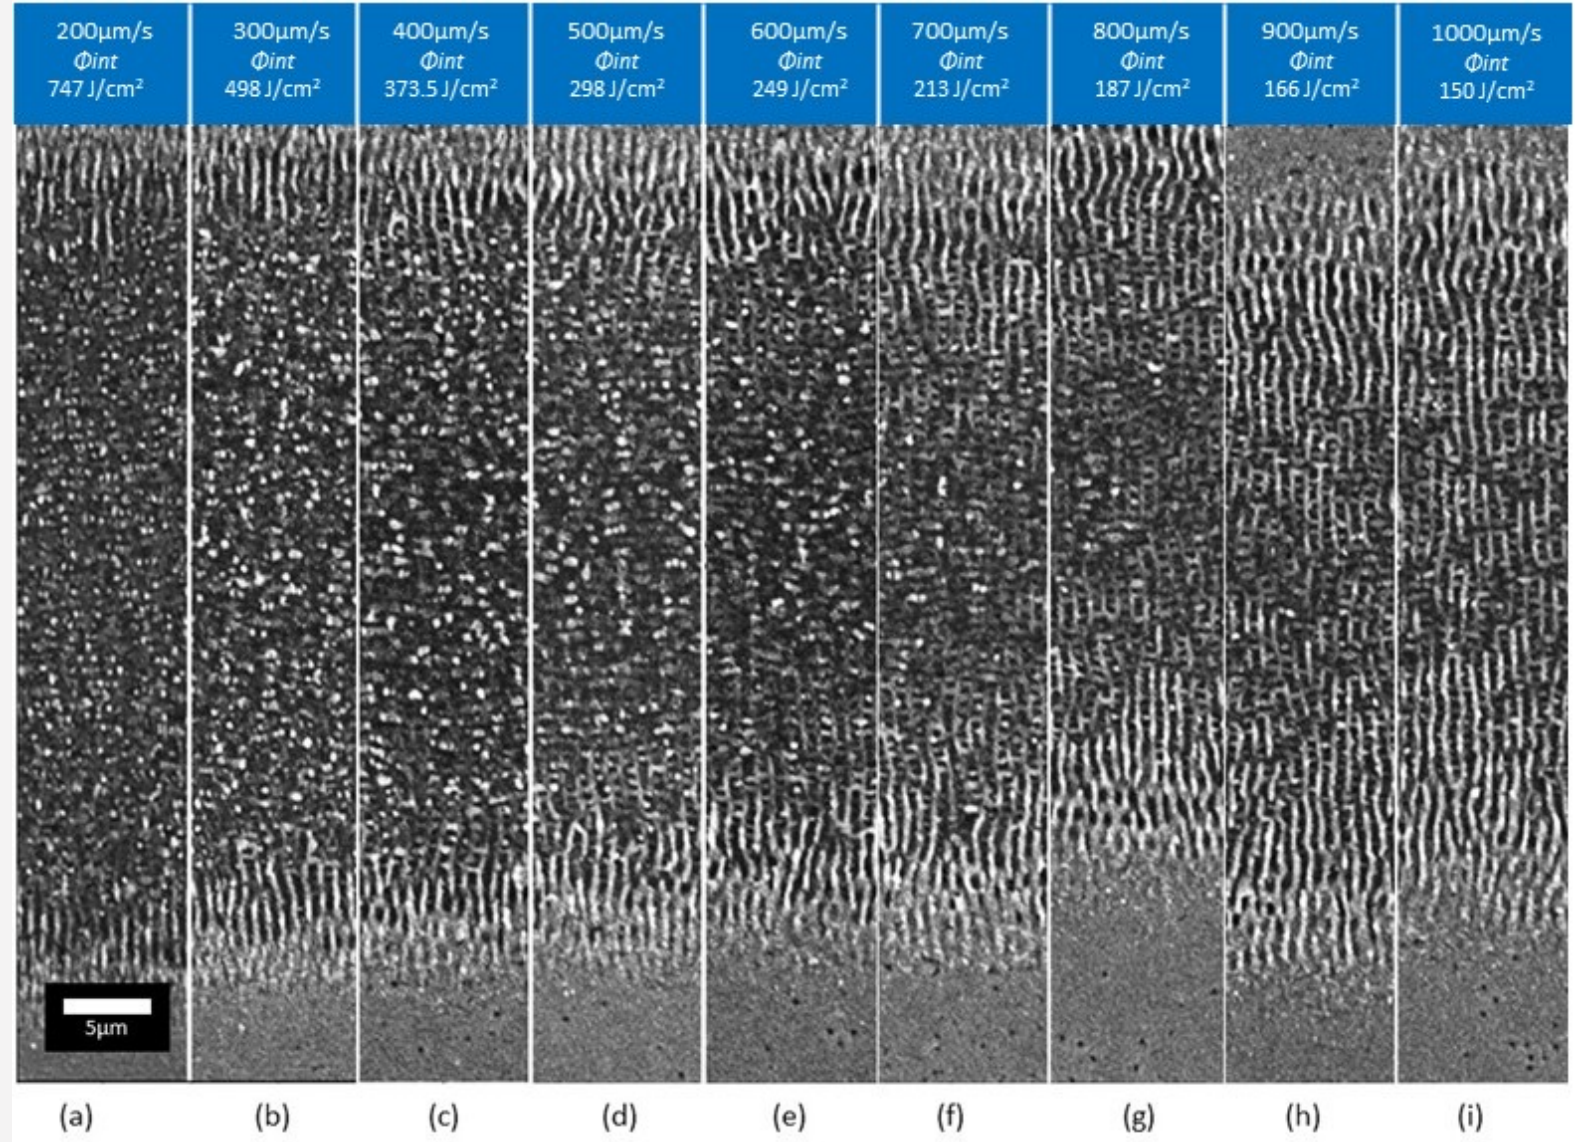 200µm/s
Φint
747 J/cm²
300µm/s
Φint
498 J/cm²
400µm/s
Φint
373.5 J/cm²
500µm/s
Φint
298 J/cm²
600µm/s
Φint
249 J/cm²
700µm/s
Φint
213 J/cm²
800µm/s
Φint
187 J/cm²
900µm/s
Φint
166 J/cm²
1000µm/s
Φint
150 J/cm²
5µm
(a) (b) (c) (d) (e) (f) (g) (h) (i)